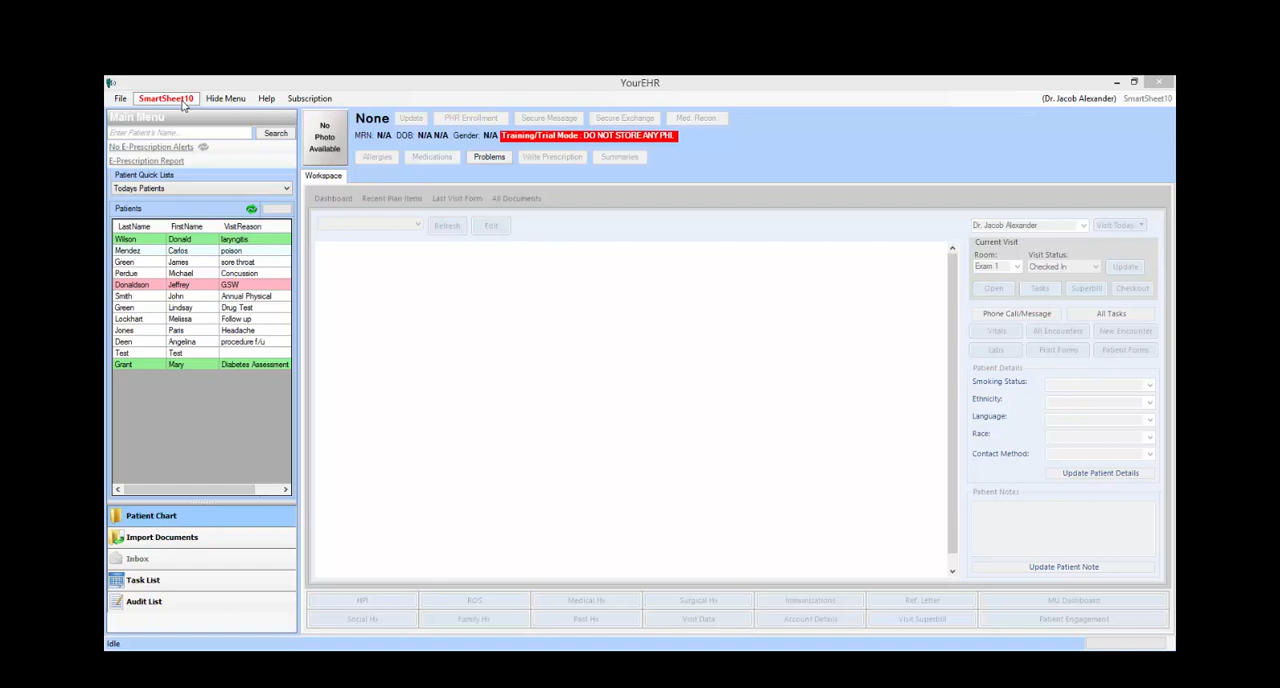 YourEHR
File SmartSheet10 Hide Menu Help Subscription
(Dr. Jacob Alexander) SmartSheet10
Main Menu
Enter Patient's Name... Search
No E-Prescription Alerts
E-Prescription Report
Patient Quick Lists
Todays Patients
Patients
LastName FirstName VisitReason
Wilson Donald laryngitis
Mendez Carlos poison
Green James sore throat
Perdue Michael Concussion
Donaldson Jeffrey GSW
Smith John Annual Physical
Green Lindsay Drug Test
Lockhart Melissa Follow up
Jones Paris Headache
Deen Angelina procedure f/u
Test Test
Grant Mary Diabetes Assessment
Patient Chart
Import Documents
Inbox
Task List
Audit List
Idle
No Photo Available
None Update PHR Enrollment Secure Message Secure Exchange Med. Recon.
MRN: N/A DOB: N/A N/A Gender: N/A Training/Trial Mode : DO NOT STORE ANY PHI.
Allergies Medications Problems Write Prescription Summaries
Workspace
Dashboard Recent Plan Items Last Visit Form All Documents
Refresh Edit
Dr. Jacob Alexander Visit Today
Current Visit
Room: Visit Status:
Exam 1 Checked In Update
Open Tasks Superbill Checkout
Phone Call/Message All Tasks
Vitals All Encounters New Encounter
Labs Print Forms Patient Forms
Patient Details
Smoking Status:
Ethnicity:
Language:
Race:
Contact Method:
Update Patient Details
Patient Notes
Update Patient Note
HPI ROS Medical Hx Surgical Hx Immunizations Ref. Letter MU Dashboard
Social Hx Family Hx Past Hx Visit Data Account Details Visit Superbill Patient Engagement